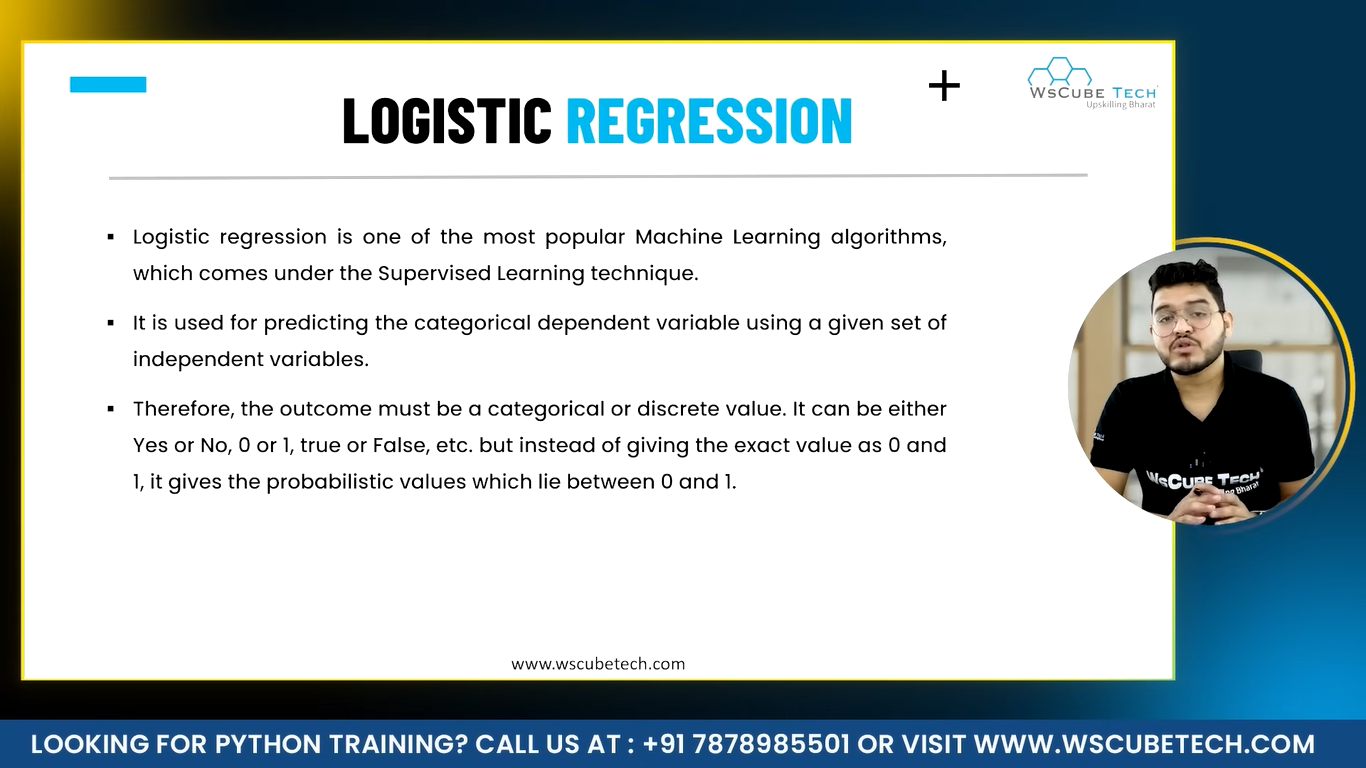 WsCube Tech
Upskilling Bharat
LOGISTIC REGRESSION
▪ Logistic regression is one of the most popular Machine Learning algorithms,
which comes under the Supervised Learning technique.
▪ It is used for predicting the categorical dependent variable using a given set of
independent variables.
▪ Therefore, the outcome must be a categorical or discrete value. It can be either
Yes or No, 0 or 1, true or False, etc. but instead of giving the exact value as 0 and
1, it gives the probabilistic values which lie between 0 and 1.
WsCube Tech
www.wscubetech.com
LOOKING FOR PYTHON TRAINING? CALL US AT : +91 7878985501 OR VISIT WWW.WSCUBETECH.COM